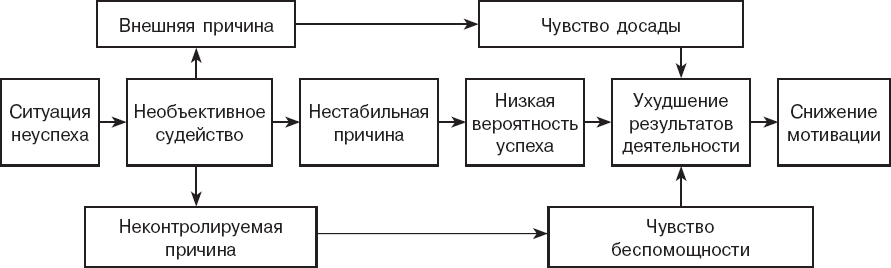 Внешняя причина
Чувство досады
Ситуация
неуспеха
Необъективное
судейство
Нестабильная
причина
Низкая
вероятность
успеха
Ухудшение
результатов
деятельности
Снижение
мотивации
Неконтролируемая
причина
Чувство
беспомощности